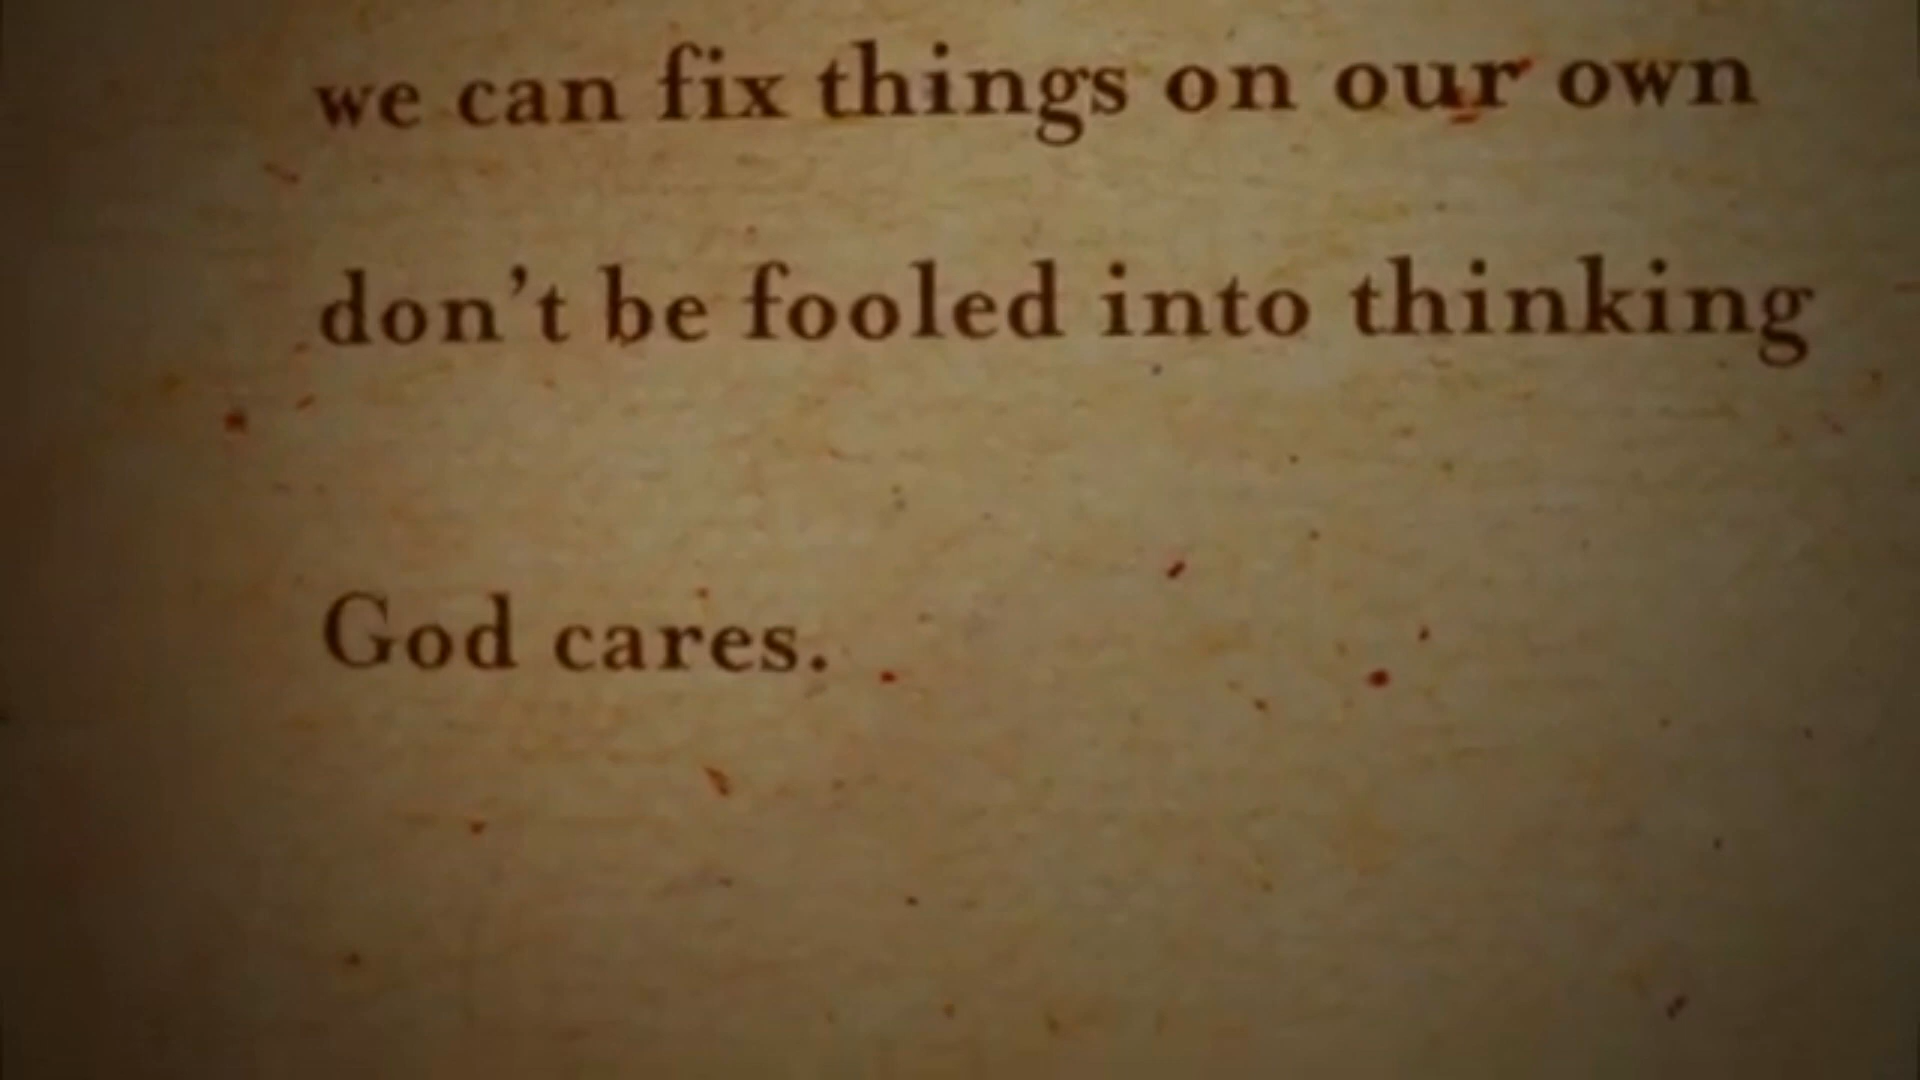 we can fix things on our own
don't be fooled into thinking
God cares.